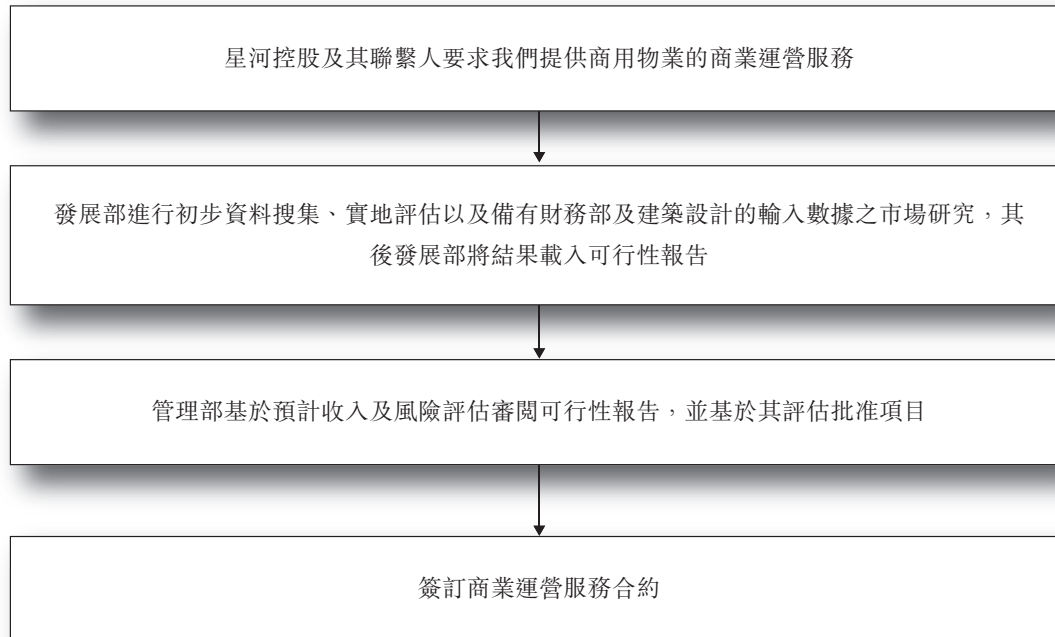 星河控股及其聯繫人要求我們提供商用物業的商業運營服務
發展部進行初步資料搜集、實地評估以及備有財務部及建築設計的輸入數據之市場研究，其
後發展部將結果載入可行性報告
管理部基於預計收入及風險評估審閱可行性報告，並基於其評估批准項目
簽訂商業運營服務合約